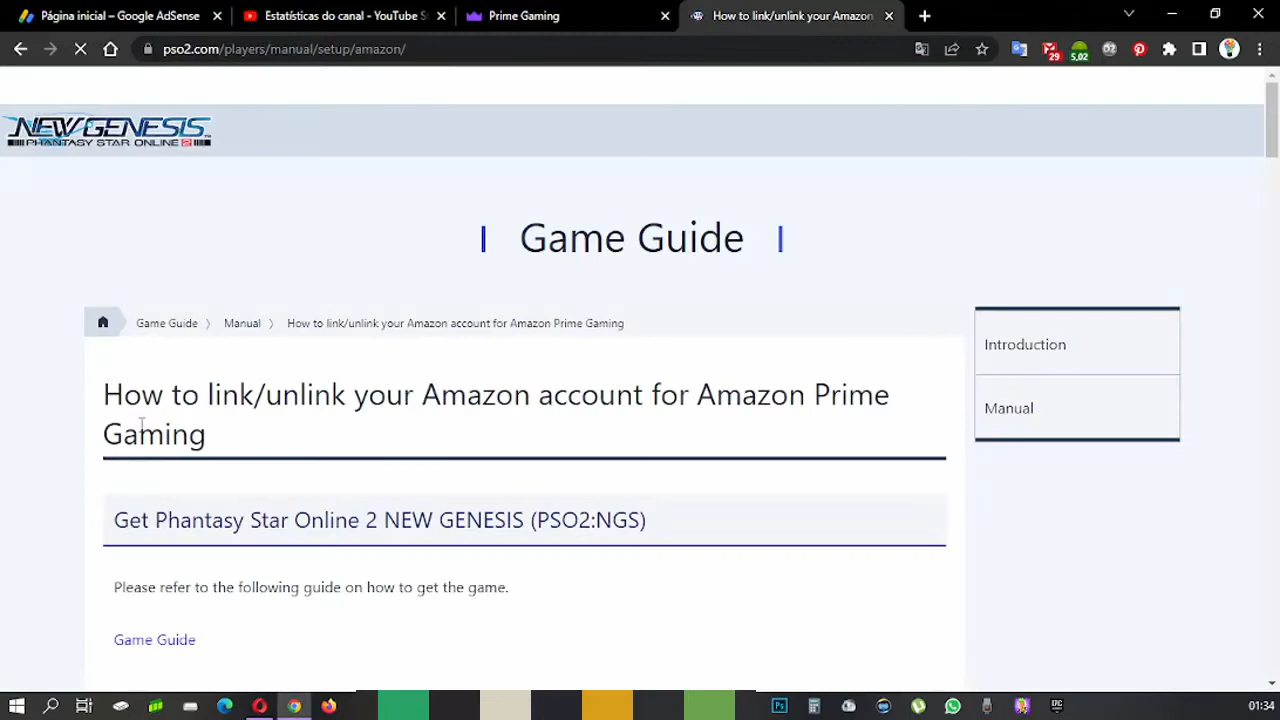 Página inicial – Google AdSense
Estatísticas do canal - YouTube S
Prime Gaming
How to link/unlink your Amazon
pso2.com/players/manual/setup/amazon/
29
5,02
NEW GENESIS
PHANTASY STAR ONLINE 2
Game Guide
Game Guide
Manual
How to link/unlink your Amazon account for Amazon Prime Gaming
Introduction
Manual
How to link/unlink your Amazon account for Amazon Prime
Gaming
Get Phantasy Star Online 2 NEW GENESIS (PSO2:NGS)
Please refer to the following guide on how to get the game.
Game Guide
Ps
01:34